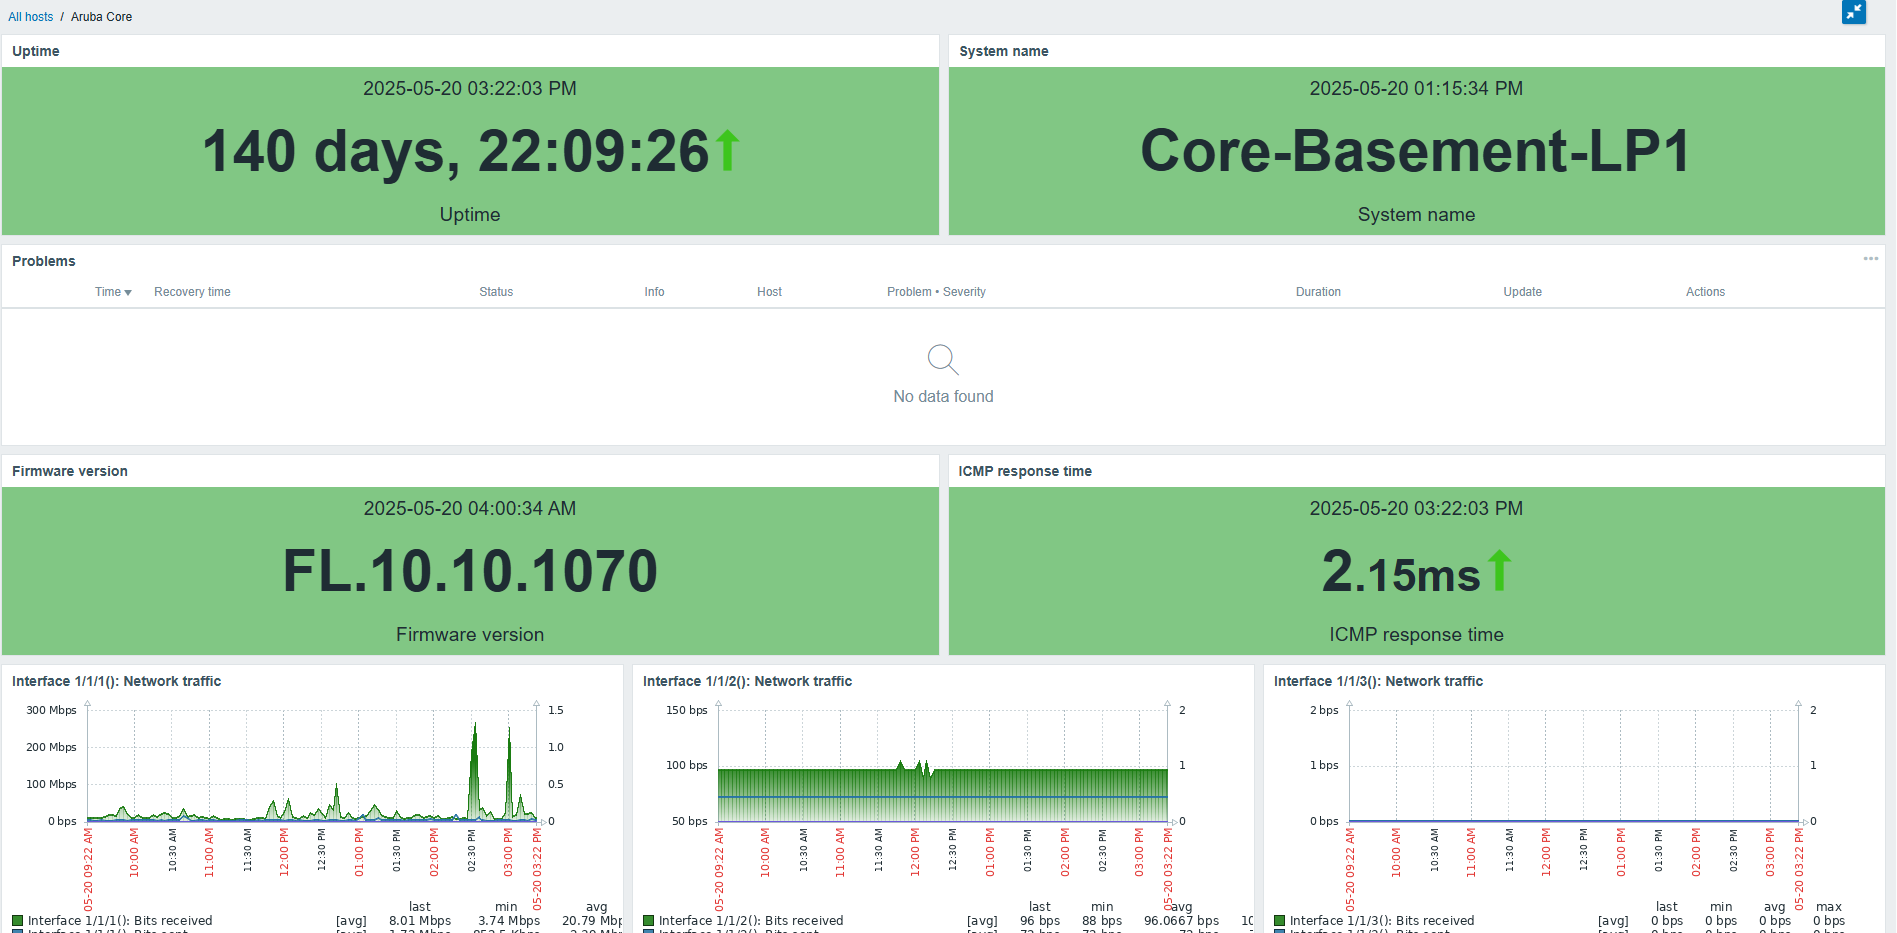 All hosts / Aruba Core
Uptime
2025-05-20 03:22:03 PM
140 days, 22:09:26
Uptime
System name
2025-05-20 01:15:34 PM
Core-Basement-LP1
System name
Problems
Time Recovery time Status Info Host Problem • Severity Duration Update Actions
No data found
Firmware version
2025-05-20 04:00:34 AM
FL.10.10.1070
Firmware version
ICMP response time
2025-05-20 03:22:03 PM
2.15ms
ICMP response time
Interface 1/1/1(): Network traffic
300 Mbps 1.5
200 Mbps 1.0
100 Mbps 0.5
0 bps 0
05-20 09:22 AM 10:00 AM 10:30 AM 11:00 AM 11:30 AM 12:00 PM 12:30 PM 01:00 PM 01:30 PM 02:00 PM 02:30 PM 03:00 PM 05-20 03:22 PM
last min avg
Interface 1/1/1(): Bits received [avg] 8.01 Mbps 3.74 Mbps 20.79 Mbp
Interface 1/1/2(): Network traffic
150 bps 2
100 bps 1
50 bps 0
05-20 09:22 AM 10:00 AM 10:30 AM 11:00 AM 11:30 AM 12:00 PM 12:30 PM 01:00 PM 01:30 PM 02:00 PM 02:30 PM 03:00 PM 05-20 03:22 PM
last min avg
Interface 1/1/2(): Bits received [avg] 96 bps 88 bps 96.0667 bps 10
Interface 1/1/3(): Network traffic
2 bps 2
1 bps 1
0 bps 0
05-20 09:22 AM 10:00 AM 10:30 AM 11:00 AM 11:30 AM 12:00 PM 12:30 PM 01:00 PM 01:30 PM 02:00 PM 02:30 PM 03:00 PM 05-20 03:22 PM
last min avg max
Interface 1/1/3(): Bits received [avg] 0 bps 0 bps 0 bps 0 bps